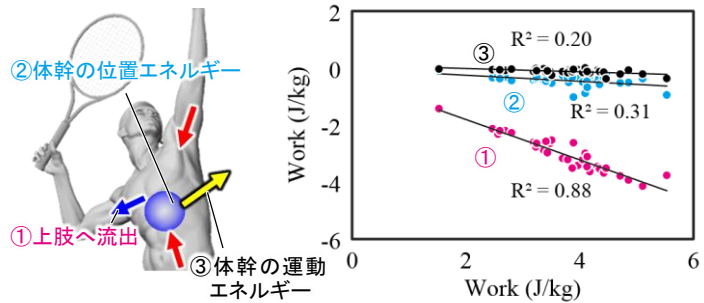 ②体幹の位置エネルギー
①上肢へ流出
③体幹の運動
エネルギー
2
0
-2
-4
-6
Work (J/kg)
③
R² = 0.20
②
R² = 0.31
①
R² = 0.88
0
2
4
6
Work (J/kg)